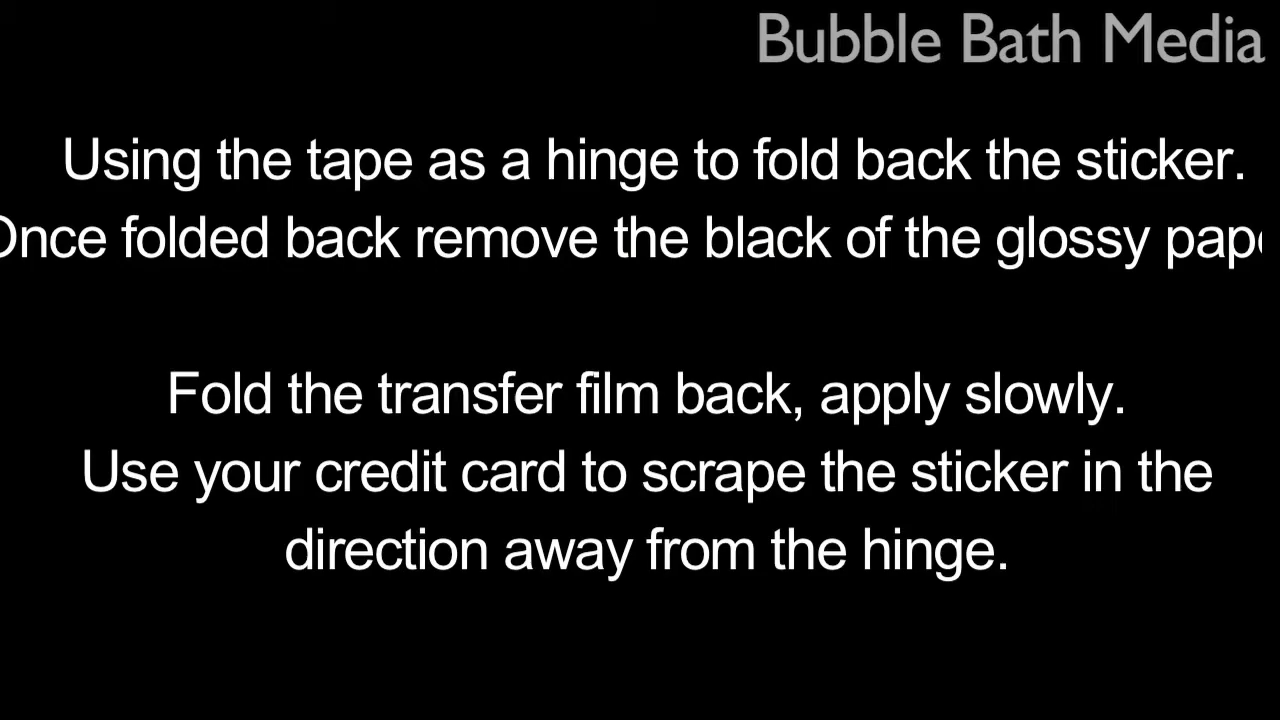 Bubble Bath Media
Using the tape as a hinge to fold back the sticker.
Once folded back remove the black of the glossy pape
Fold the transfer film back, apply slowly.
Use your credit card to scrape the sticker in the
direction away from the hinge.